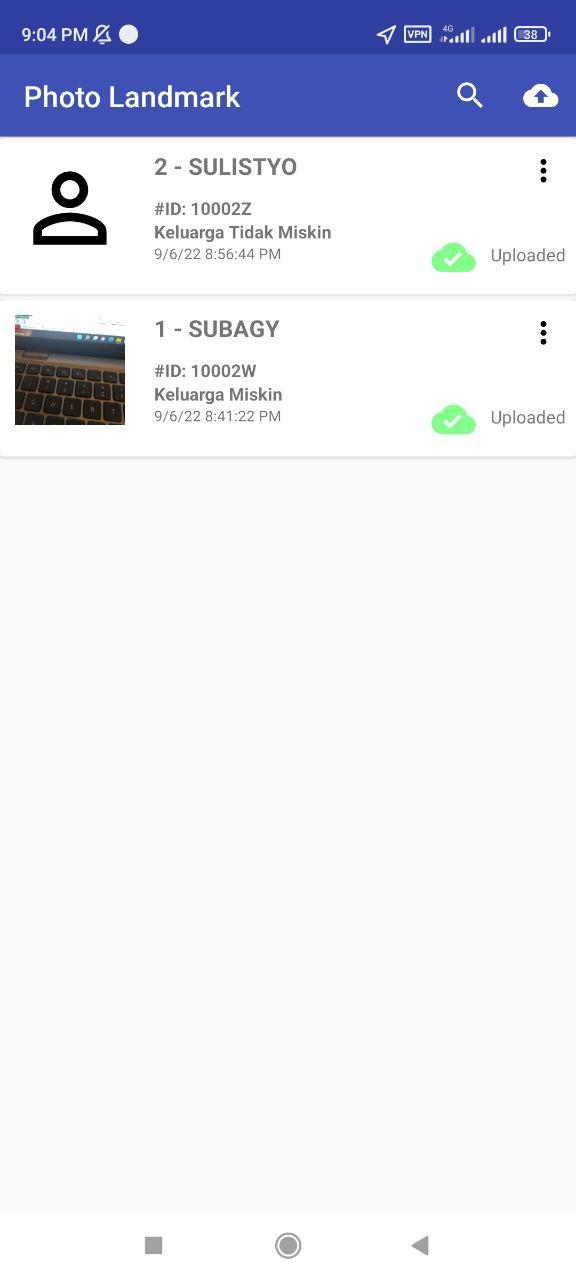 9:04 PM VPN 4G 38
Photo Landmark
2 - SULISTYO
#ID: 10002Z
Keluarga Tidak Miskin
9/6/22 8:56:44 PM
Uploaded
1 - SUBAGY
#ID: 10002W
Keluarga Miskin
9/6/22 8:41:22 PM
Uploaded